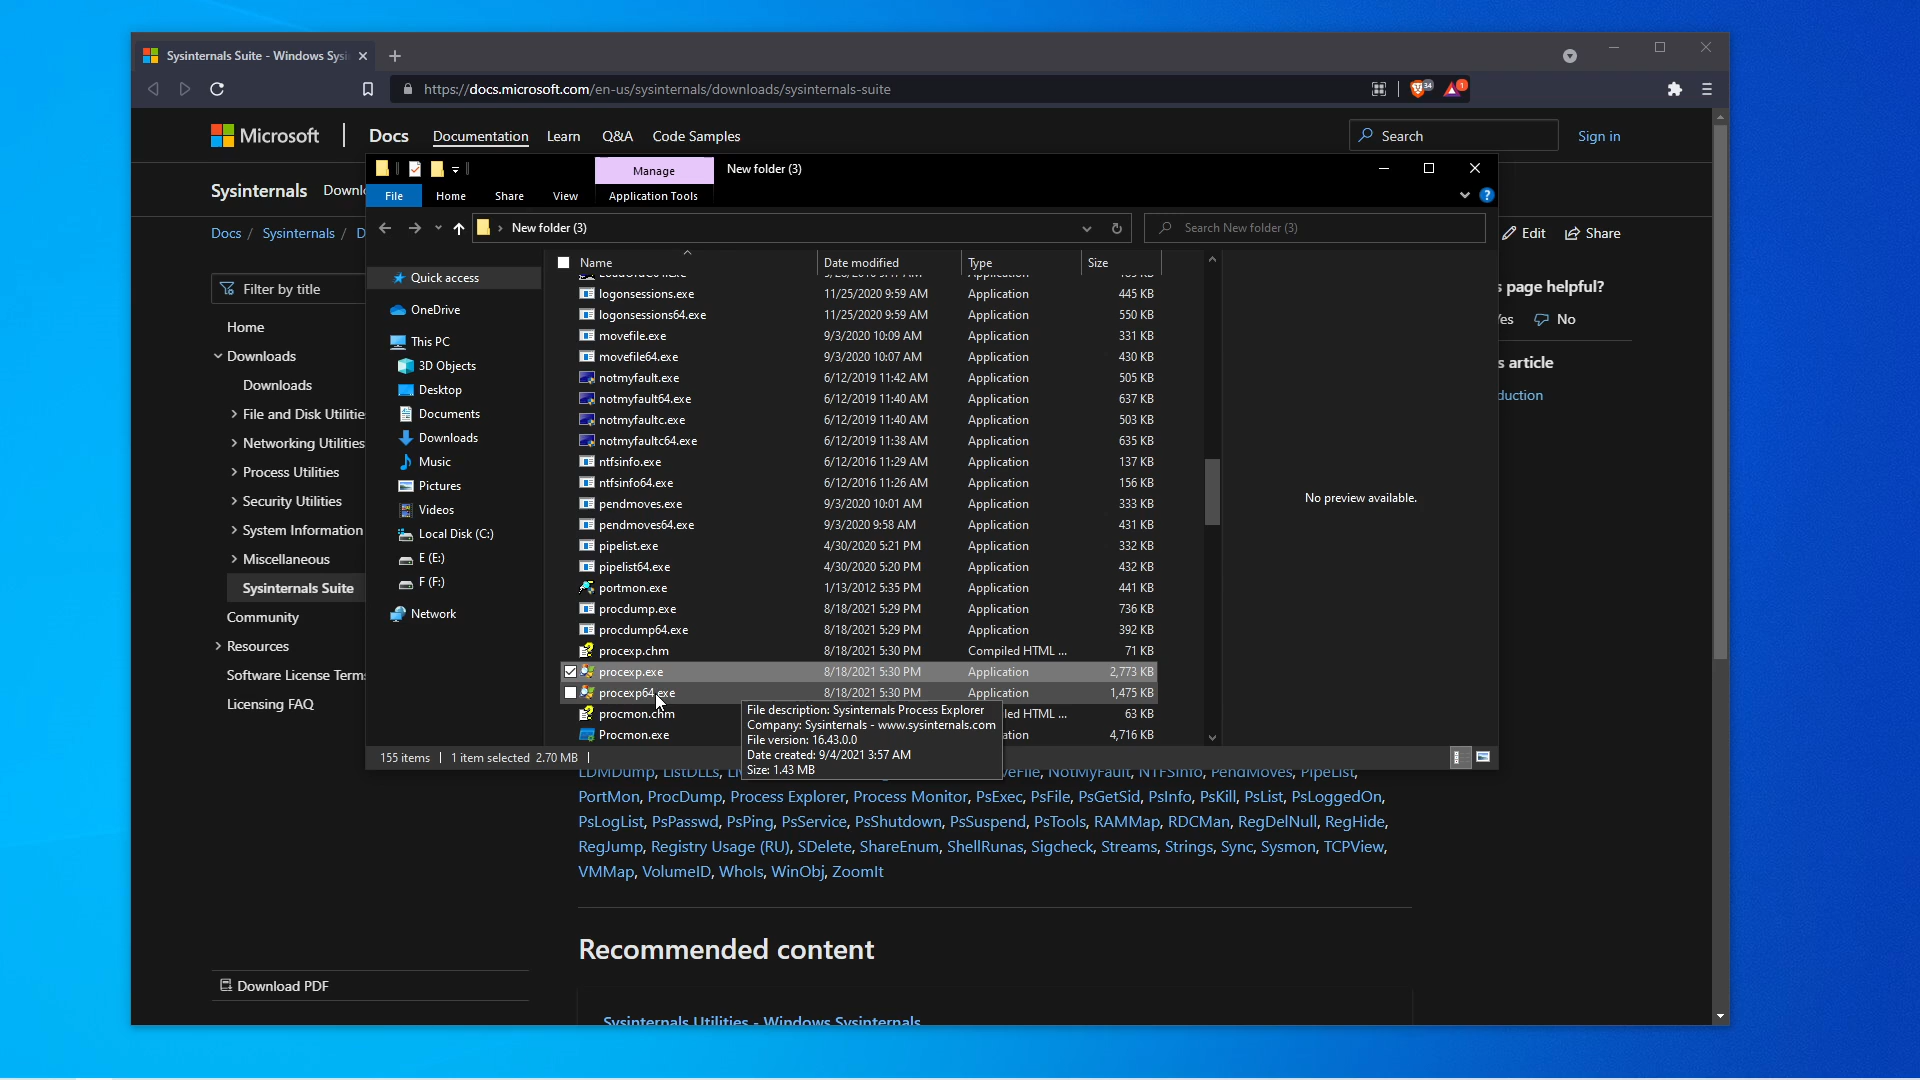 Sysinternals Suite - Windows Sysi
https://docs.microsoft.com/en-us/sysinternals/downloads/sysinternals-suite
34
1
Microsoft
Docs
Documentation
Learn
Q&A
Code Samples
Search
Sign in
Sysinternals
Downl
Manage
New folder (3)
File
Home
Share
View
Application Tools
?
New folder (3)
Search New folder (3)
Docs / Sysinternals / D
Edit
Share
Filter by title
Home
Downloads
Downloads
File and Disk Utilitie
Networking Utilities
Process Utilities
Security Utilities
System Information
Miscellaneous
Sysinternals Suite
Community
Resources
Software License Term
Licensing FAQ
Download PDF
Quick access
OneDrive
This PC
3D Objects
Desktop
Documents
Downloads
Music
Pictures
Videos
Local Disk (C:)
E (E:)
F (F:)
Network
Name Date modified Type Size
logonsessions.exe 11/25/2020 9:59 AM Application 445 KB
logonsessions64.exe 11/25/2020 9:59 AM Application 550 KB
movefile.exe 9/3/2020 10:09 AM Application 331 KB
movefile64.exe 9/3/2020 10:07 AM Application 430 KB
notmyfault.exe 6/12/2019 11:42 AM Application 505 KB
notmyfault64.exe 6/12/2019 11:40 AM Application 637 KB
notmyfaultc.exe 6/12/2019 11:40 AM Application 503 KB
notmyfaultc64.exe 6/12/2019 11:38 AM Application 635 KB
ntfsinfo.exe 6/12/2016 11:29 AM Application 137 KB
ntfsinfo64.exe 6/12/2016 11:26 AM Application 156 KB
pendmoves.exe 9/3/2020 10:01 AM Application 333 KB
pendmoves64.exe 9/3/2020 9:58 AM Application 431 KB
pipelist.exe 4/30/2020 5:21 PM Application 332 KB
pipelist64.exe 4/30/2020 5:20 PM Application 432 KB
portmon.exe 1/13/2012 5:35 PM Application 441 KB
procdump.exe 8/18/2021 5:29 PM Application 736 KB
procdump64.exe 8/18/2021 5:29 PM Application 392 KB
procexp.chm 8/18/2021 5:30 PM Compiled HTML ... 71 KB
procexp.exe 8/18/2021 5:30 PM Application 2,773 KB
procexp64.exe 8/18/2021 5:30 PM Application 1,475 KB
procmon.chm led HTML ... 63 KB
Procmon.exe ation 4,716 KB
File description: Sysinternals Process Explorer
Company: Sysinternals - www.sysinternals.com
File version: 16.43.0.0
Date created: 9/4/2021 3:57 AM
Size: 1.43 MB
No preview available.
155 items 1 item selected 2.70 MB
s page helpful?
es
No
s article
duction
LDMDump, ListDLLs, Li veFile, NotMyFault, NTFSInfo, PendMoves, PipeList,
PortMon, ProcDump, Process Explorer, Process Monitor, PsExec, PsFile, PsGetSid, PsInfo, PsKill, PsList, PsLoggedOn,
PsLogList, PsPasswd, PsPing, PsService, PsShutdown, PsSuspend, PsTools, RAMMap, RDCMan, RegDelNull, RegHide,
RegJump, Registry Usage (RU), SDelete, ShareEnum, ShellRunas, Sigcheck, Streams, Strings, Sync, Sysmon, TCPView,
VMMap, VolumeID, WhoIs, WinObj, ZoomIt
Recommended content
Sysinternals Utilities - Windows Sysinternals